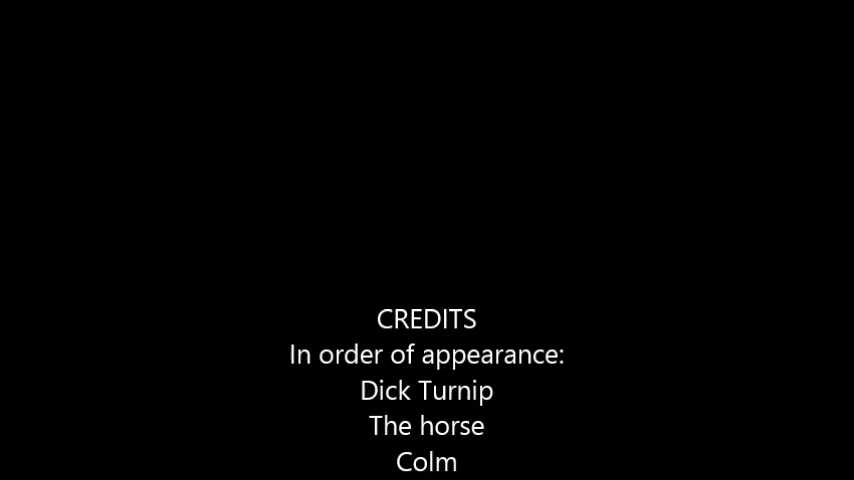 CREDITS
In order of appearance:
Dick Turnip
The horse
Colm